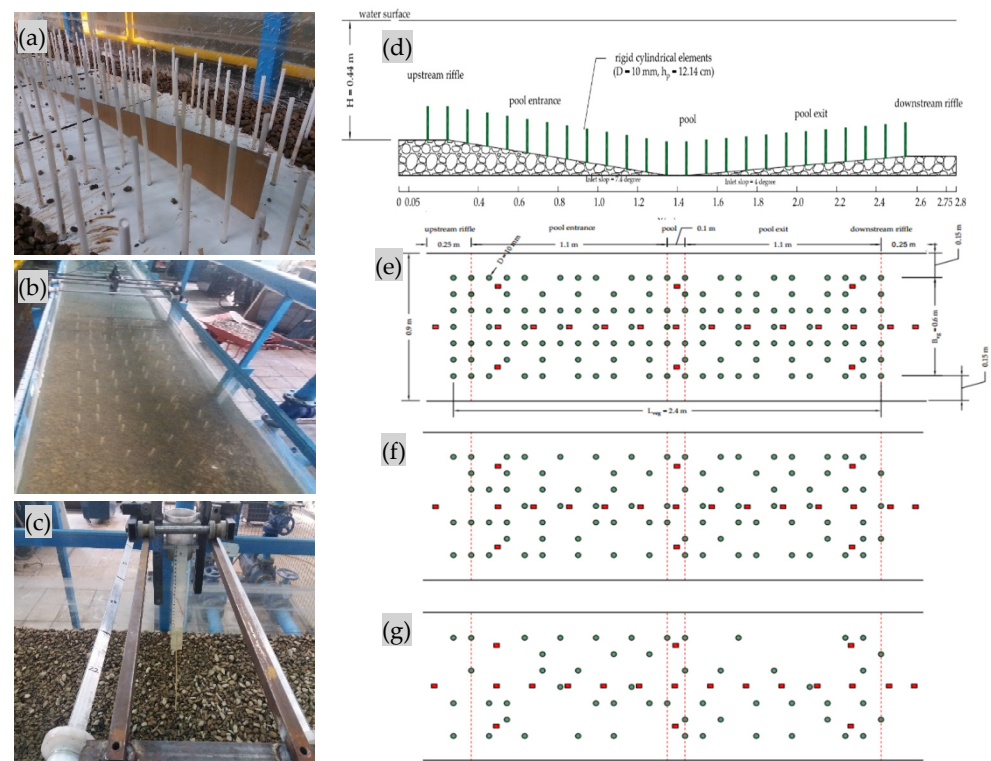 (a)
(b)
(c)
(d)
water surface
H = 0.44 m
upstream riffle
rigid cylindrical elements
(D = 10 mm, hp = 12.14 cm)
pool entrance
pool
pool exit
downstream riffle
Inlet slop = 7.4 degree
Inlet slop = 4 degree
0 0.05 0.4 0.6 0.8 1.0 1.2 1.4 1.6 1.8 2.0 2.2 2.4 2.6 2.75 2.8
upstream riffle pool entrance pool 0.1 m pool exit downstream riffle
0.25 m 1.1 m 1.1 m 0.25 m
0.15 m
(e)
D = 10 mm
0.9 m
Bvg = 0.6 m
0.15 m
Lveg = 2.4 m
(f)
(g)